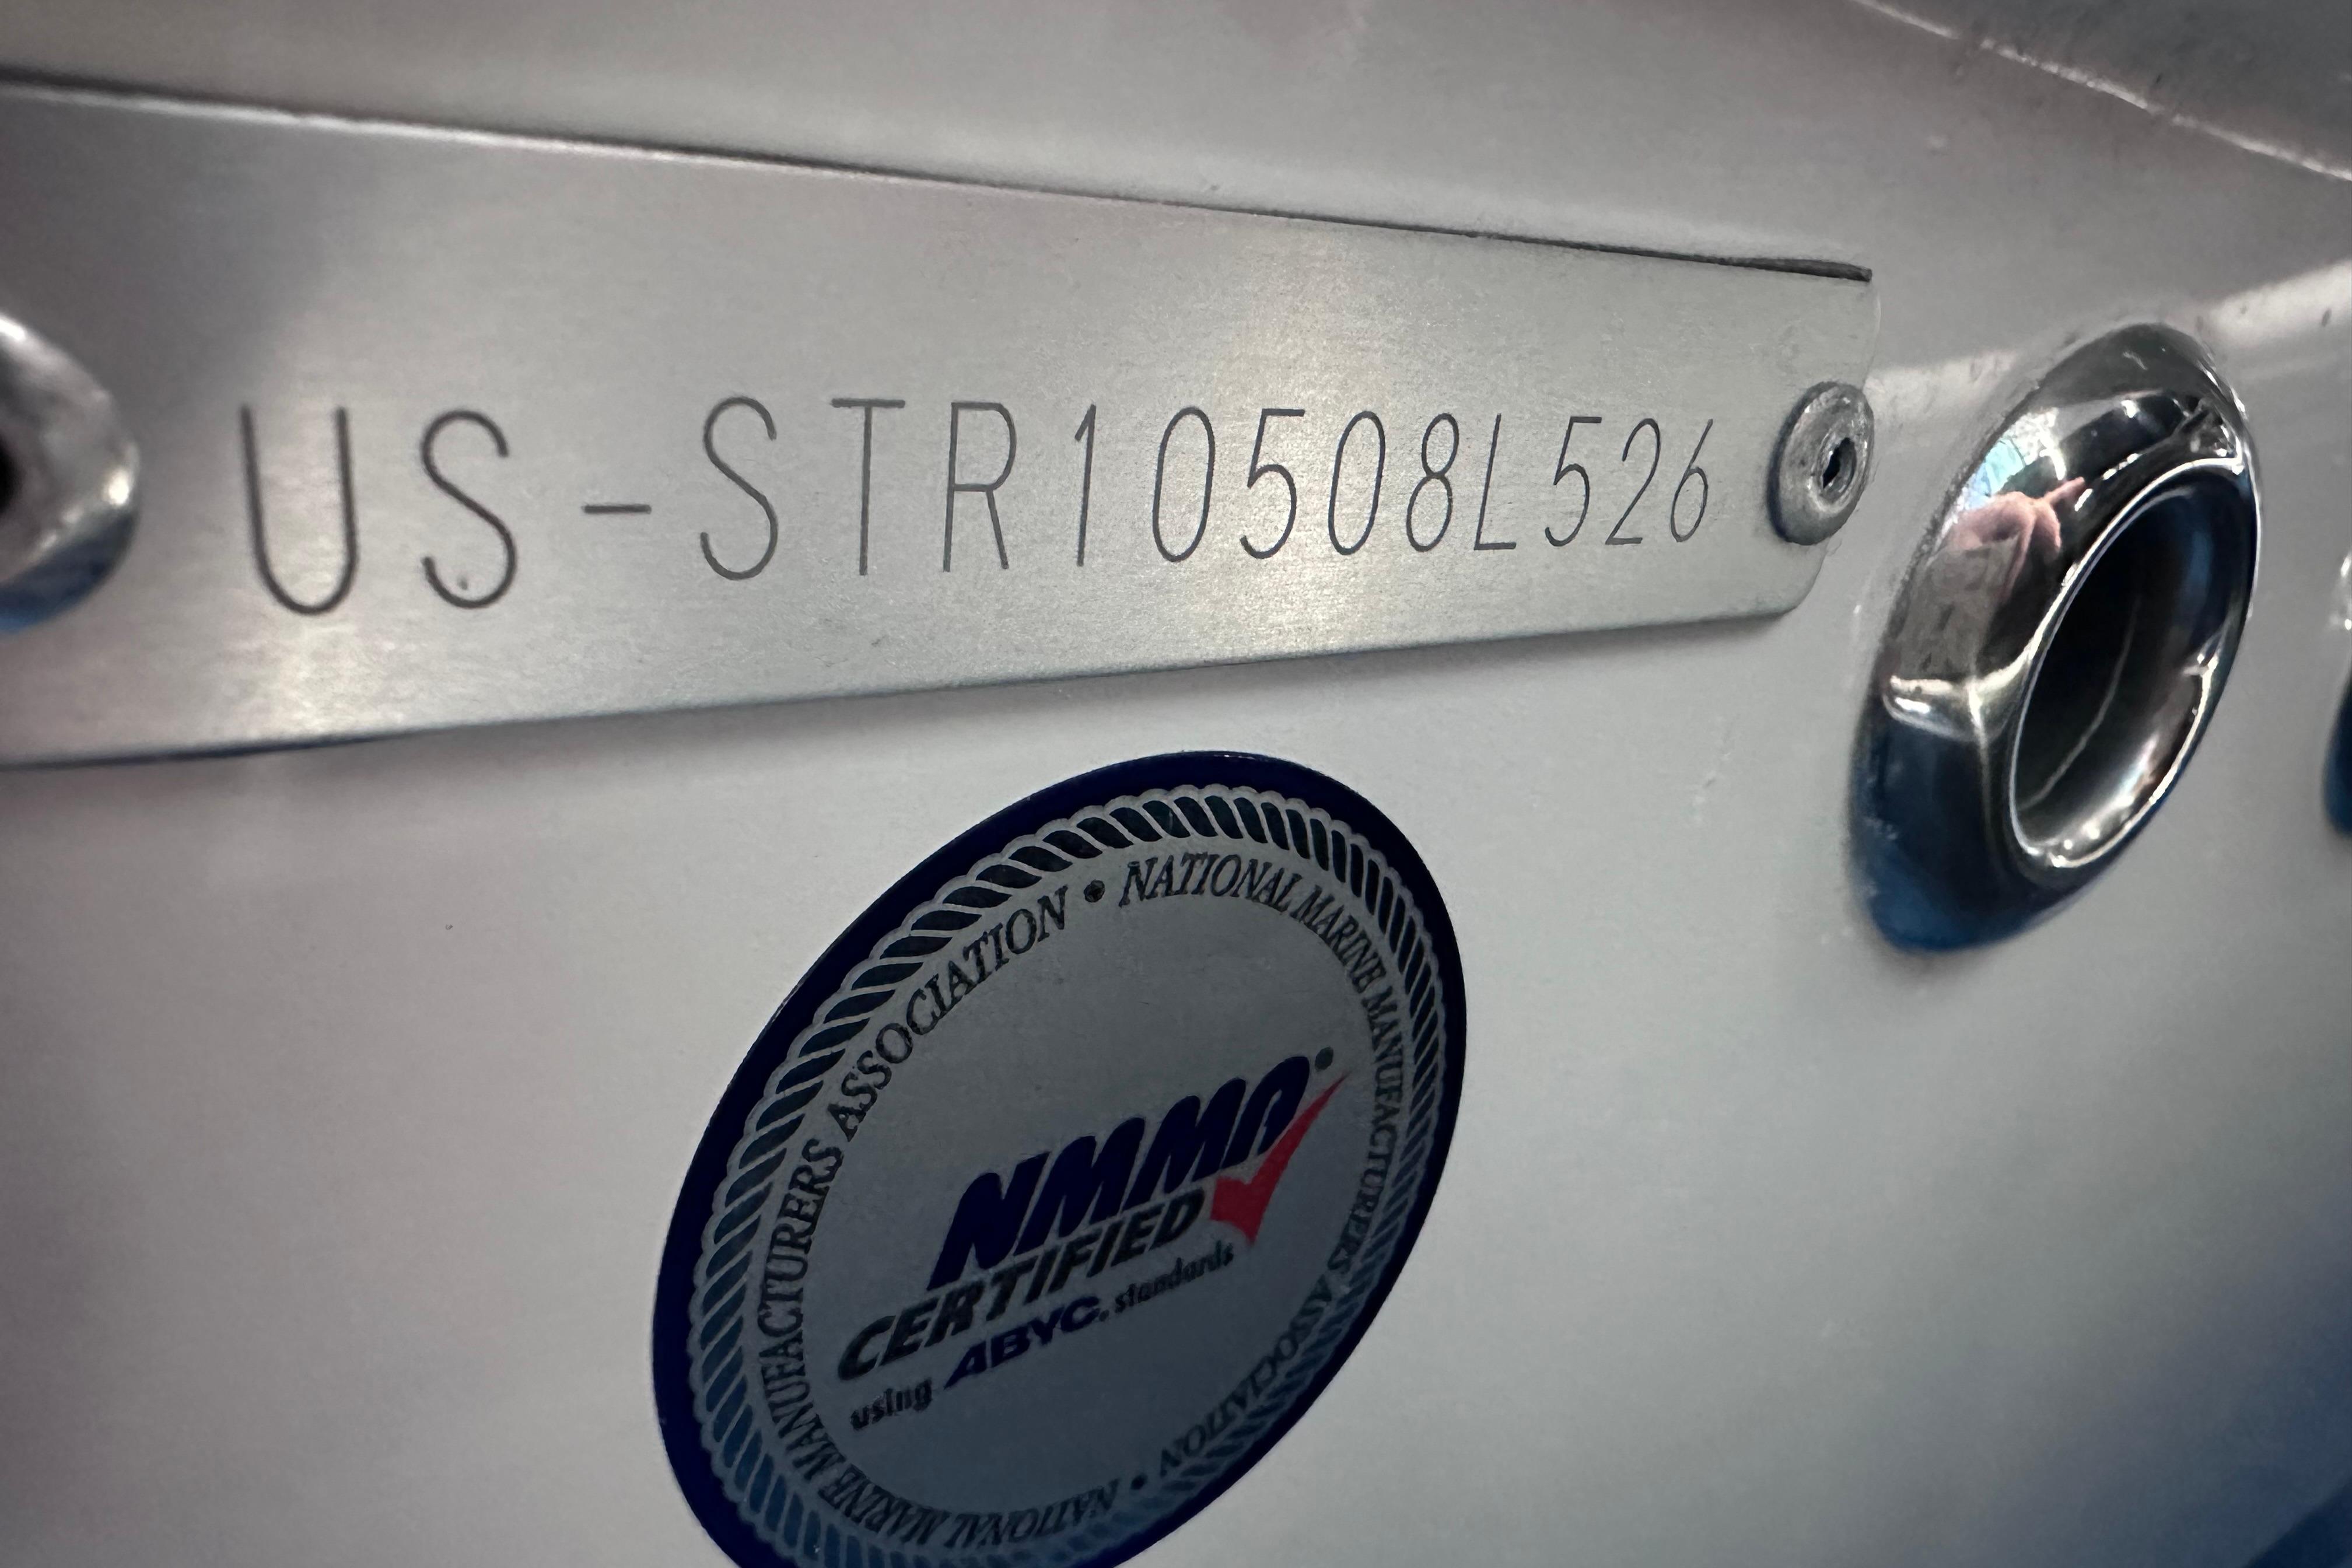 US-STR10508L526
NATIONAL MARINE MANUFACTURERS ASSOCIATION • NATIONAL MARINE MANUFACTURERS ASSOCIATION •
NMMA
CERTIFIED
using ABYC. standards